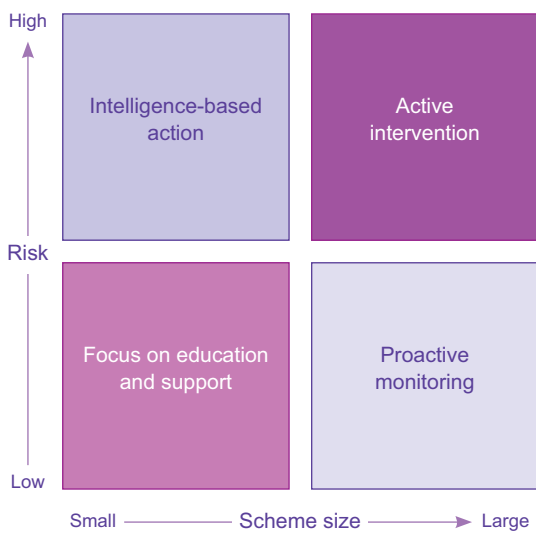 High
Intelligence-based
action
Active
intervention
Risk
Focus on education
and support
Proactive
monitoring
Low
Small
Scheme size
Large